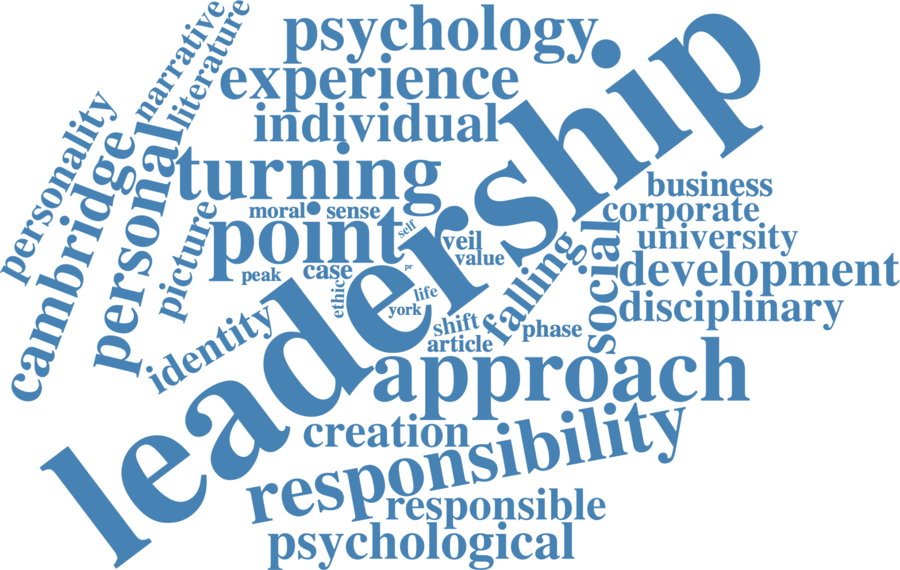 psychology
experience
individual
leadership
narrative
literature
personality
cambridge
personal
turning
point
moral
sense
self
picture
peak
case
pr
veil
value
ethic
life
york
shift
article
falling
phase
social
business
corporate
university
development
disciplinary
identity
approach
creation
responsibility
responsible
psychological